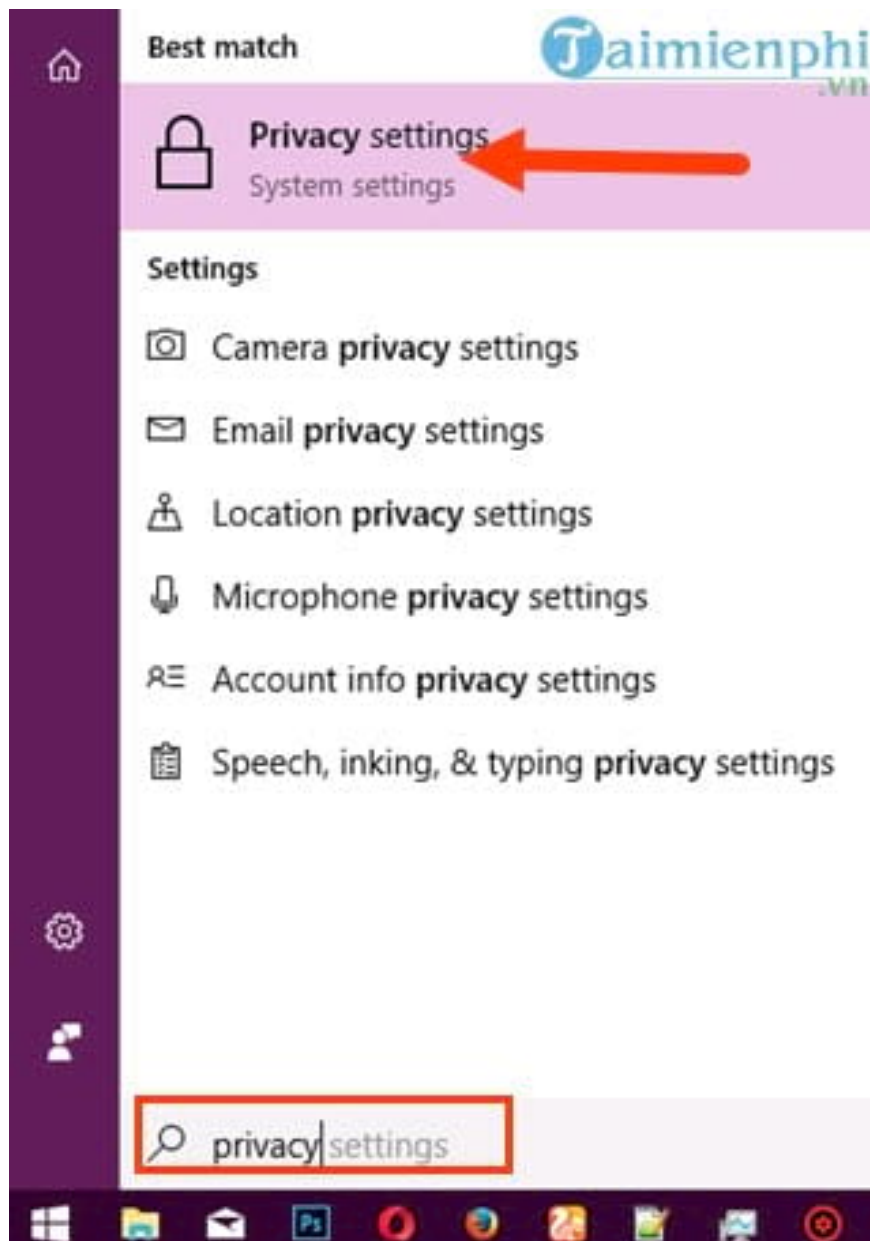 Best match
Taimienphi
.vn
Privacy settings
System settings
Settings
Camera privacy settings
Email privacy settings
Location privacy settings
Microphone privacy settings
Account info privacy settings
Speech, inking, & typing privacy settings
privacy settings
Ps